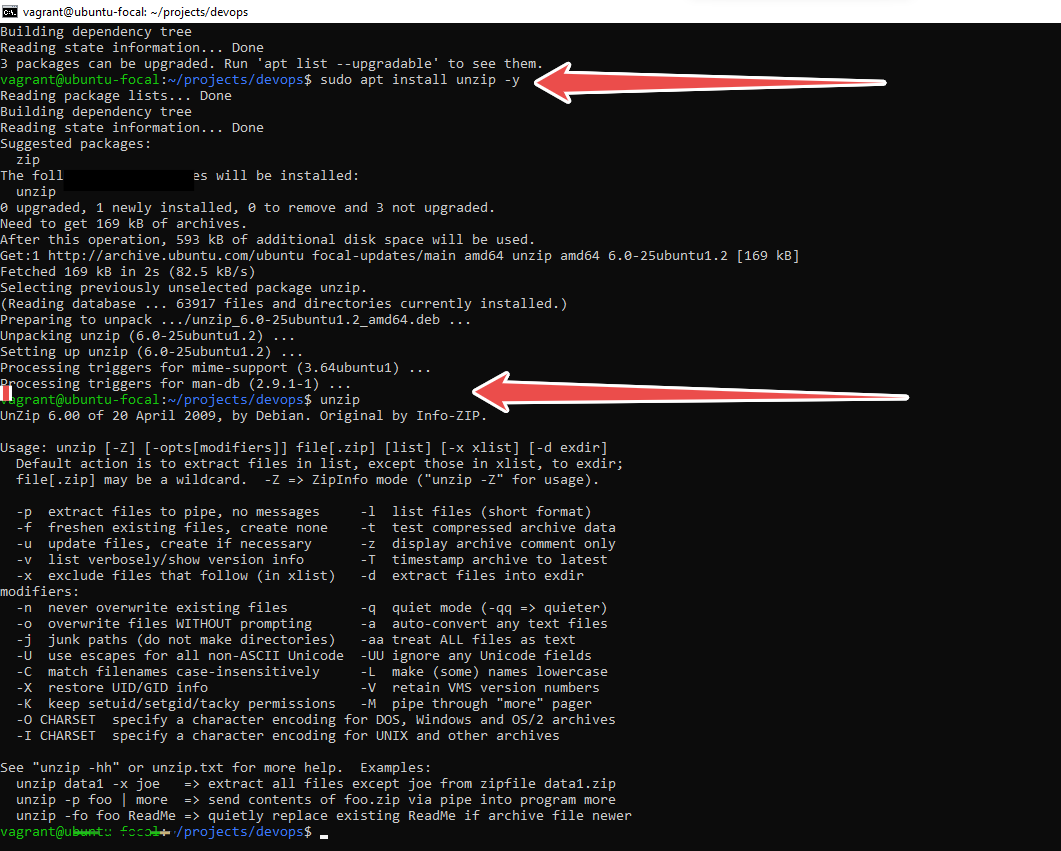 vagrant@ubuntu-focal: ~/projects/devops
Building dependency tree
Reading state information... Done
3 packages can be upgraded. Run 'apt list --upgradable' to see them.
vagrant@ubuntu-focal:~/projects/devops$ sudo apt install unzip -y
Reading package lists... Done
Building dependency tree
Reading state information... Done
Suggested packages:
  zip
The foll es will be installed:
  unzip
0 upgraded, 1 newly installed, 0 to remove and 3 not upgraded.
Need to get 169 kB of archives.
After this operation, 593 kB of additional disk space will be used.
Get:1 http://archive.ubuntu.com/ubuntu focal-updates/main amd64 unzip amd64 6.0-25ubuntu1.2 [169 kB]
Fetched 169 kB in 2s (82.5 kB/s)
Selecting previously unselected package unzip.
(Reading database ... 63917 files and directories currently installed.)
Preparing to unpack .../unzip_6.0-25ubuntu1.2_amd64.deb ...
Unpacking unzip (6.0-25ubuntu1.2) ...
Setting up unzip (6.0-25ubuntu1.2) ...
Processing triggers for mime-support (3.64ubuntu1) ...
Processing triggers for man-db (2.9.1-1) ...
vagrant@ubuntu-focal:~/projects/devops$ unzip
UnZip 6.00 of 20 April 2009, by Debian. Original by Info-ZIP.

Usage: unzip [-Z] [-opts[modifiers]] file[.zip] [list] [-x xlist] [-d exdir]
  Default action is to extract files in list, except those in xlist, to exdir;
  file[.zip] may be a wildcard.  -Z => ZipInfo mode ("unzip -Z" for usage).

  -p  extract files to pipe, no messages     -l  list files (short format)
  -f  freshen existing files, create none    -t  test compressed archive data
  -u  update files, create if necessary      -z  display archive comment only
  -v  list verbosely/show version info       -T  timestamp archive to latest
  -x  exclude files that follow (in xlist)   -d  extract files into exdir
modifiers:
  -n  never overwrite existing files         -q  quiet mode (-qq => quieter)
  -o  overwrite files WITHOUT prompting      -a  auto-convert any text files
  -j  junk paths (do not make directories)   -aa treat ALL files as text
  -U  use escapes for all non-ASCII Unicode  -UU ignore any Unicode fields
  -C  match filenames case-insensitively     -L  make (some) names lowercase
  -X  restore UID/GID info                   -V  retain VMS version numbers
  -K  keep setuid/setgid/tacky permissions   -M  pipe through "more" pager
  -O CHARSET  specify a character encoding for DOS, Windows and OS/2 archives
  -I CHARSET  specify a character encoding for UNIX and other archives

See "unzip -hh" or unzip.txt for more help.  Examples:
  unzip data1 -x joe   => extract all files except joe from zipfile data1.zip
  unzip -p foo | more  => send contents of foo.zip via pipe into program more
  unzip -fo foo ReadMe => quietly replace existing ReadMe if archive file newer
vagrant@ubuntu-focal:~/projects/devops$